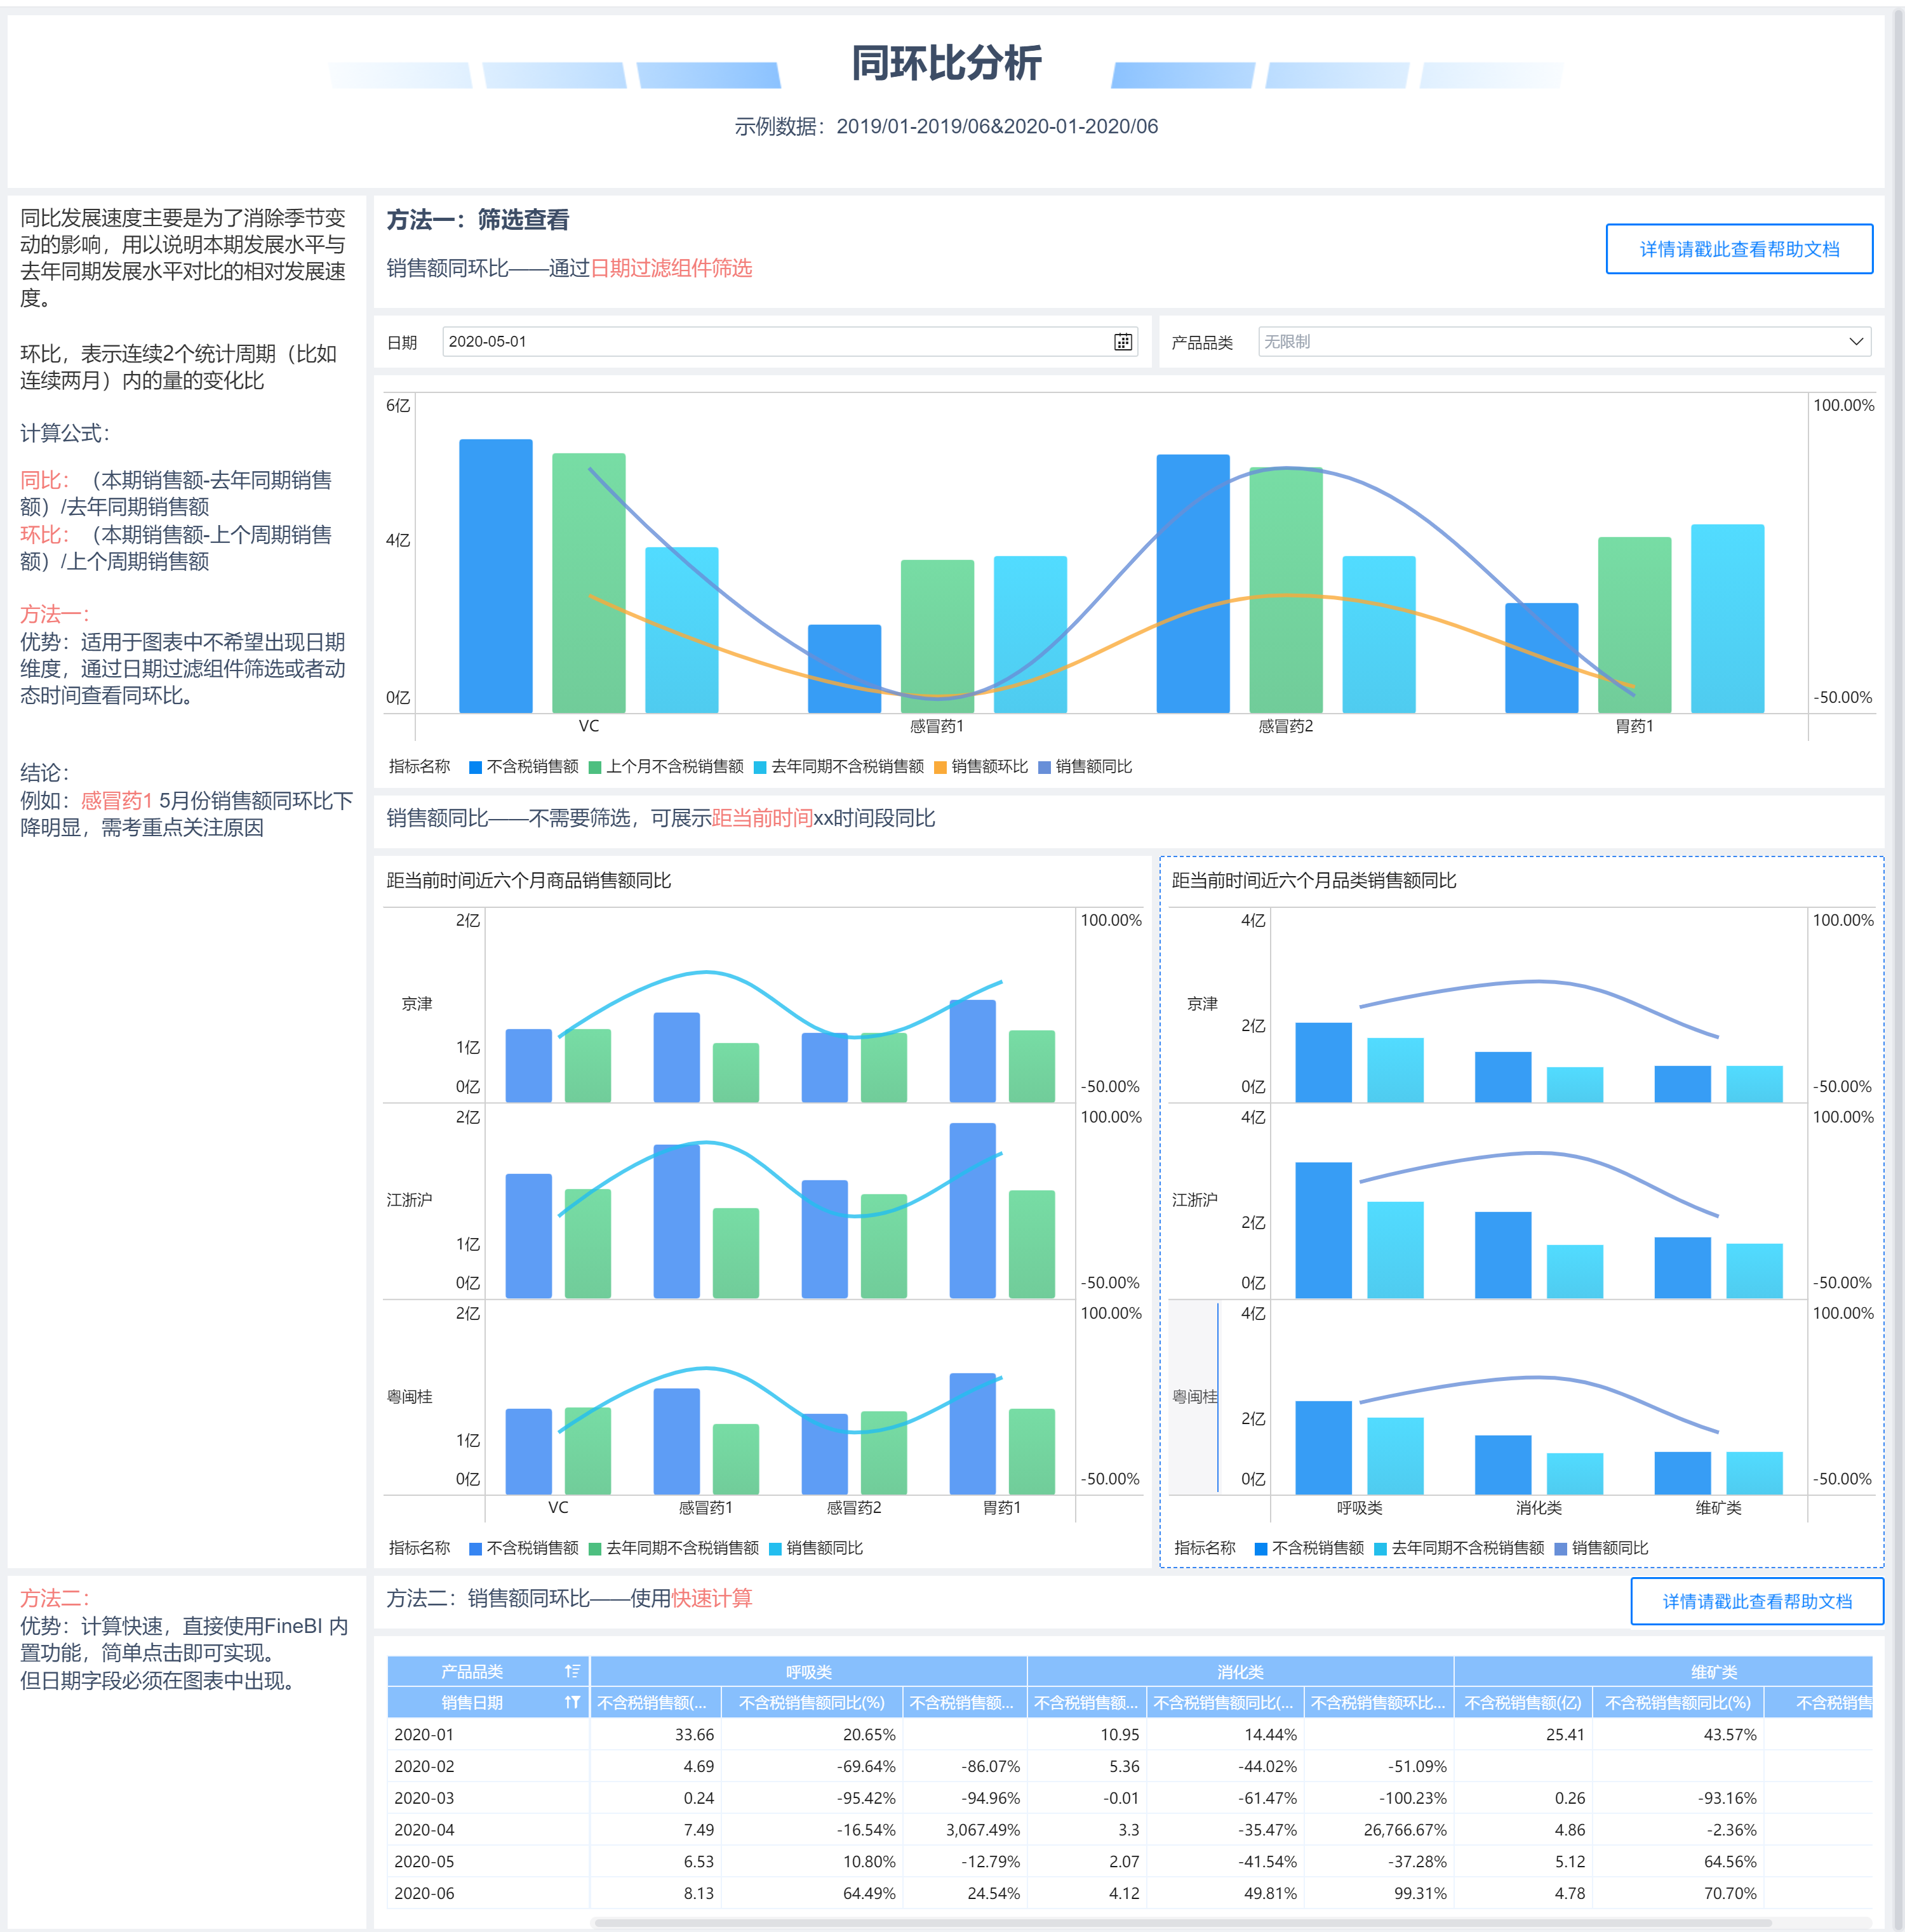 同环比分析
示例数据：2019/01-2019/06&2020-01-2020/06
同比发展速度主要是为了消除季节变
动的影响，用以说明本期发展水平与
去年同期发展水平对比的相对发展速
度。
环比，表示连续2个统计周期（比如
连续两月）内的量的变化比
计算公式：
同比：（本期销售额-去年同期销售
额）/去年同期销售额
环比：（本期销售额-上个周期销售
额）/上个周期销售额
方法一：
优势：适用于图表中不希望出现日期
维度，通过日期过滤组件筛选或者动
态时间查看同环比。
结论：
例如：感冒药1 5月份销售额同环比下
降明显，需考重点关注原因
方法一：筛选查看
销售额同环比——通过日期过滤组件筛选
详情请戳此查看帮助文档
日期 2020-05-01
产品品类 无限制
6亿 100.00%
4亿
0亿 -50.00%
VC 感冒药1 感冒药2 胃药1
指标名称 不含税销售额 上个月不含税销售额 去年同期不含税销售额 销售额环比 销售额同比
销售额同比——不需要筛选，可展示距当前时间xx时间段同比
距当前时间近六个月商品销售额同比
2亿 100.00%
京津
1亿
0亿 -50.00%
2亿 100.00%
江浙沪
1亿
0亿 -50.00%
2亿 100.00%
粤闽桂
1亿
0亿 -50.00%
VC 感冒药1 感冒药2 胃药1
指标名称 不含税销售额 去年同期不含税销售额 销售额同比
距当前时间近六个月品类销售额同比
4亿 100.00%
京津
2亿
0亿 -50.00%
4亿 100.00%
江浙沪
2亿
0亿 -50.00%
4亿 100.00%
粤闽桂
2亿
0亿 -50.00%
呼吸类 消化类 维矿类
指标名称 不含税销售额 去年同期不含税销售额 销售额同比
方法二：
优势：计算快速，直接使用FineBI 内
置功能，简单点击即可实现。
但日期字段必须在图表中出现。
方法二：销售额同环比——使用快速计算
详情请戳此查看帮助文档
产品品类 呼吸类 消化类 维矿类
销售日期 不含税销售额(... 不含税销售额同比(%) 不含税销售额... 不含税销售额... 不含税销售额同比(... 不含税销售额环比... 不含税销售额(亿) 不含税销售额同比(%) 不含税销售
2020-01 33.66 20.65% 10.95 14.44% 25.41 43.57%
2020-02 4.69 -69.64% -86.07% 5.36 -44.02% -51.09%
2020-03 0.24 -95.42% -94.96% -0.01 -61.47% -100.23% 0.26 -93.16%
2020-04 7.49 -16.54% 3,067.49% 3.3 -35.47% 26,766.67% 4.86 -2.36%
2020-05 6.53 10.80% -12.79% 2.07 -41.54% -37.28% 5.12 64.56%
2020-06 8.13 64.49% 24.54% 4.12 49.81% 99.31% 4.78 70.70%